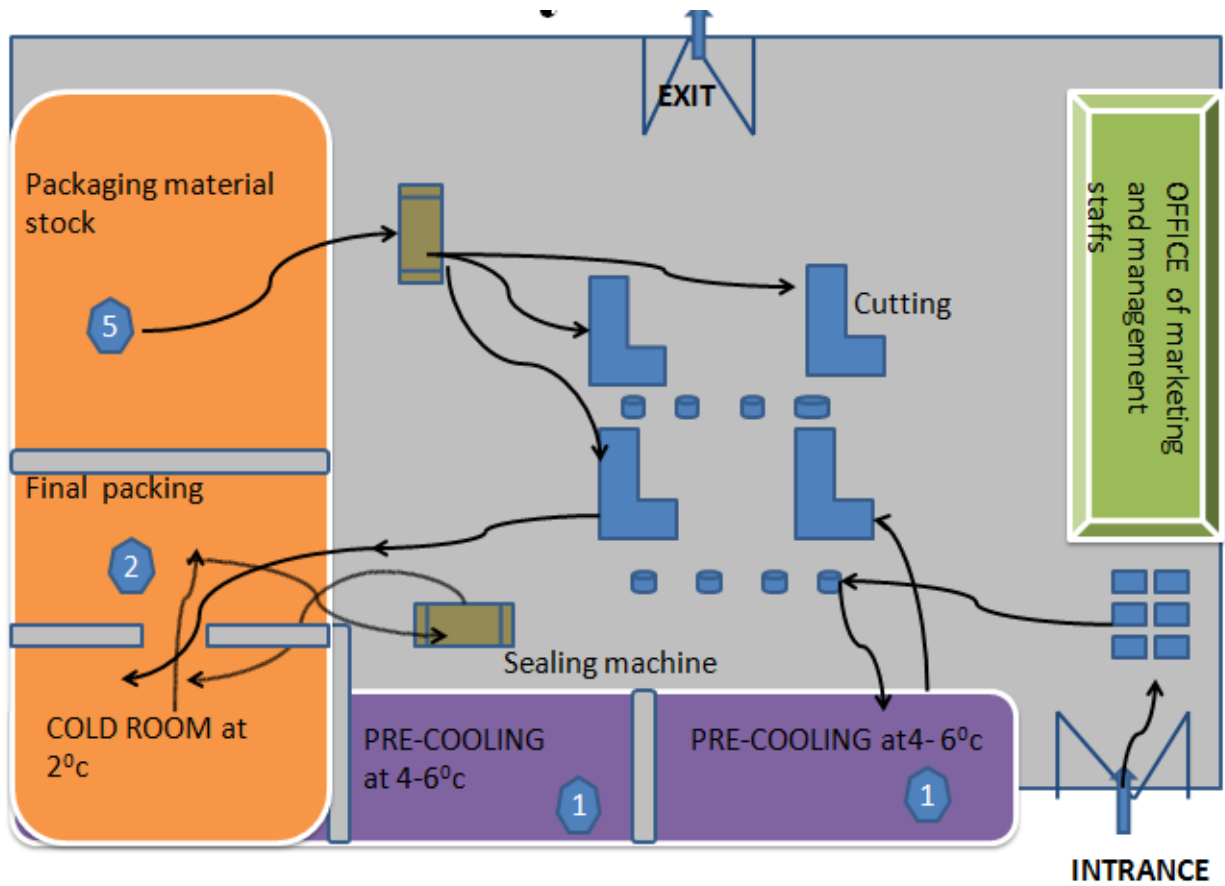 EXIT
Packaging material
stock
OFFICE of marketing
and management
staffs
5
Cutting
Final packing
2
Sealing machine
COLD ROOM at
2⁰c
PRE-COOLING
at 4-6⁰c
1
PRE-COOLING at4- 6⁰c
1
INTRANCE